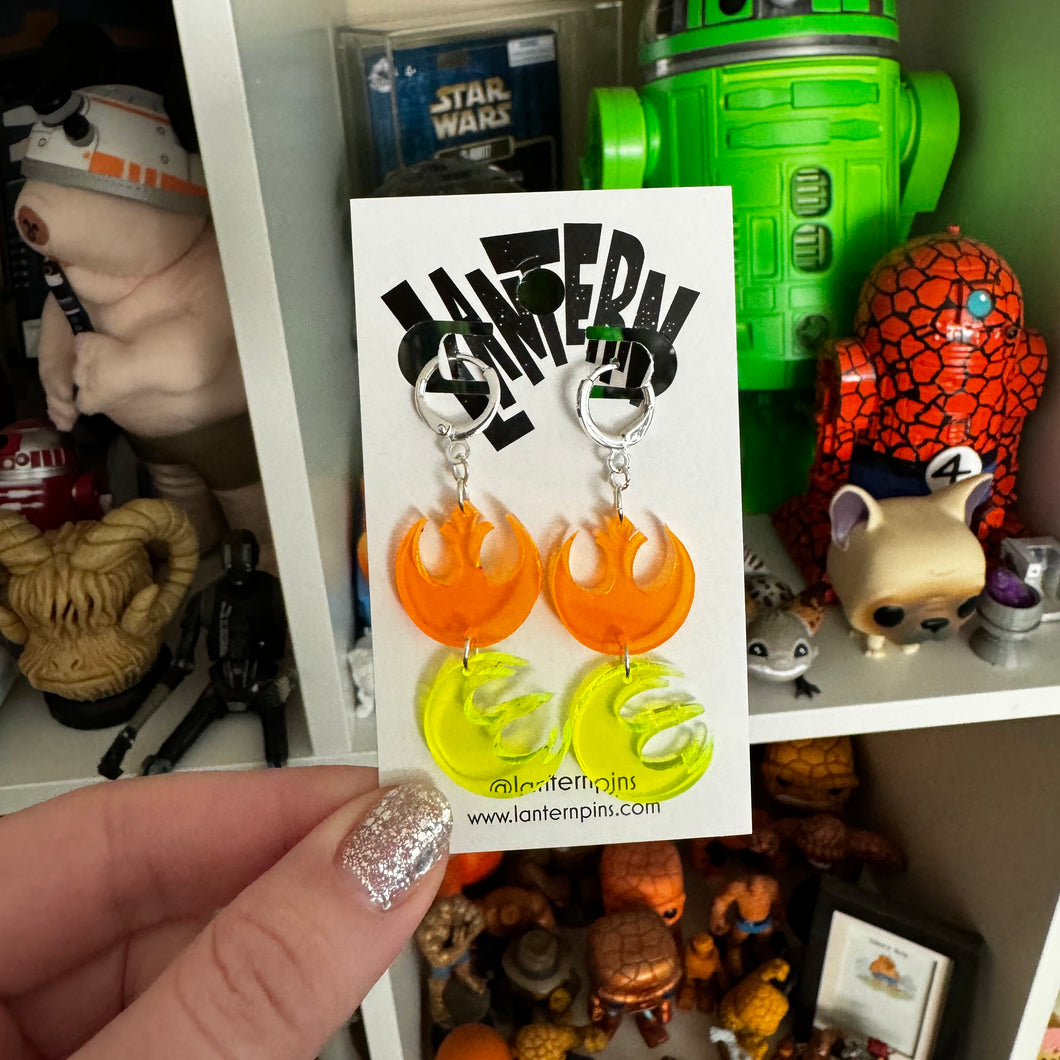 STAR
WARS
LANTERN
4
@lanternpins
www.lanternpins.com